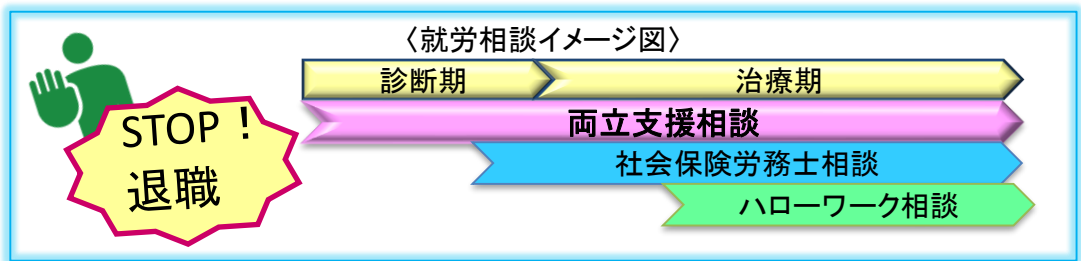 〈就労相談イメージ図〉
診断期
治療期
両立支援相談
社会保険労務士相談
ハローワーク相談
STOP！
退職